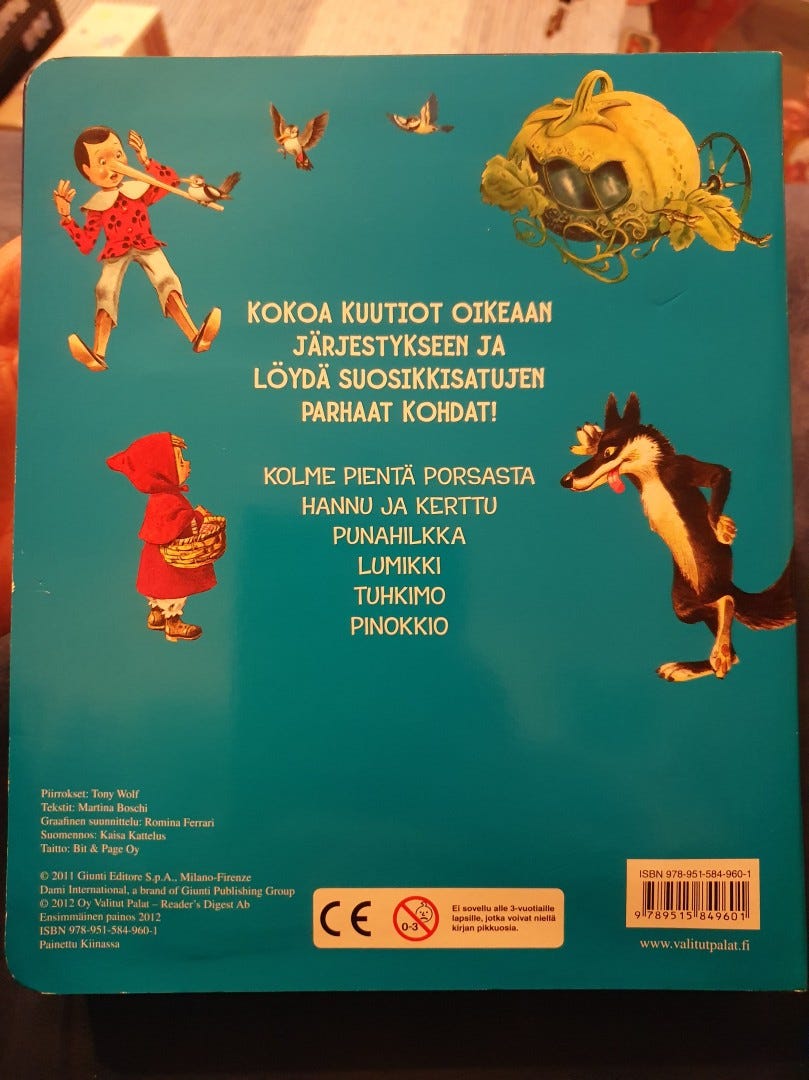 KOKOA KUUTIOT OIKEAAN
JÄRJESTYKSEEN JA
LÖYDÄ SUOSIKKISATUJEN
PARHAAT KOHDAT!
KOLME PIENTÄ PORSASTA
HANNU JA KERTTU
PUNAHILKKA
LUMIKKI
TUHKIMO
PINOKKIO
Piirrokset: Tony Wolf
Tekstit: Martina Boschi
Graafinen suunnittelu: Romina Ferrari
Suomennos: Kaisa Kattelus
Taitto: Bit & Page Oy
© 2011 Giunti Editore S.p.A., Milano-Firenze
Dami International, a brand of Giunti Publishing Group
© 2012 Oy Valitut Palat – Reader's Digest Ab
Ensimmäinen painos 2012
ISBN 978-951-584-960-1
Painettu Kiinassa
CE
0-3
Ei sovellu alle 3-vuotiaille
lapsille, jotka voivat niellä
kirjan pikkuosia.
ISBN 978-951-584-960-1
9 789515 849601
www.valitutpalat.fi